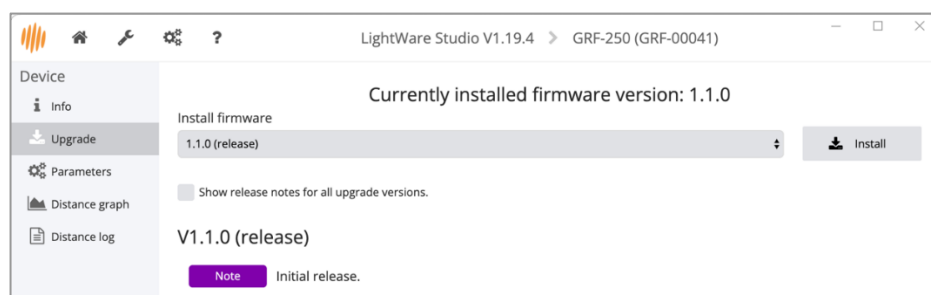 LightWare Studio V1.19.4 > GRF-250 (GRF-00041)
Device
Info
Upgrade
Parameters
Distance graph
Distance log
Currently installed firmware version: 1.1.0
Install firmware
1.1.0 (release)
Install
Show release notes for all upgrade versions.
V1.1.0 (release)
Note Initial release.